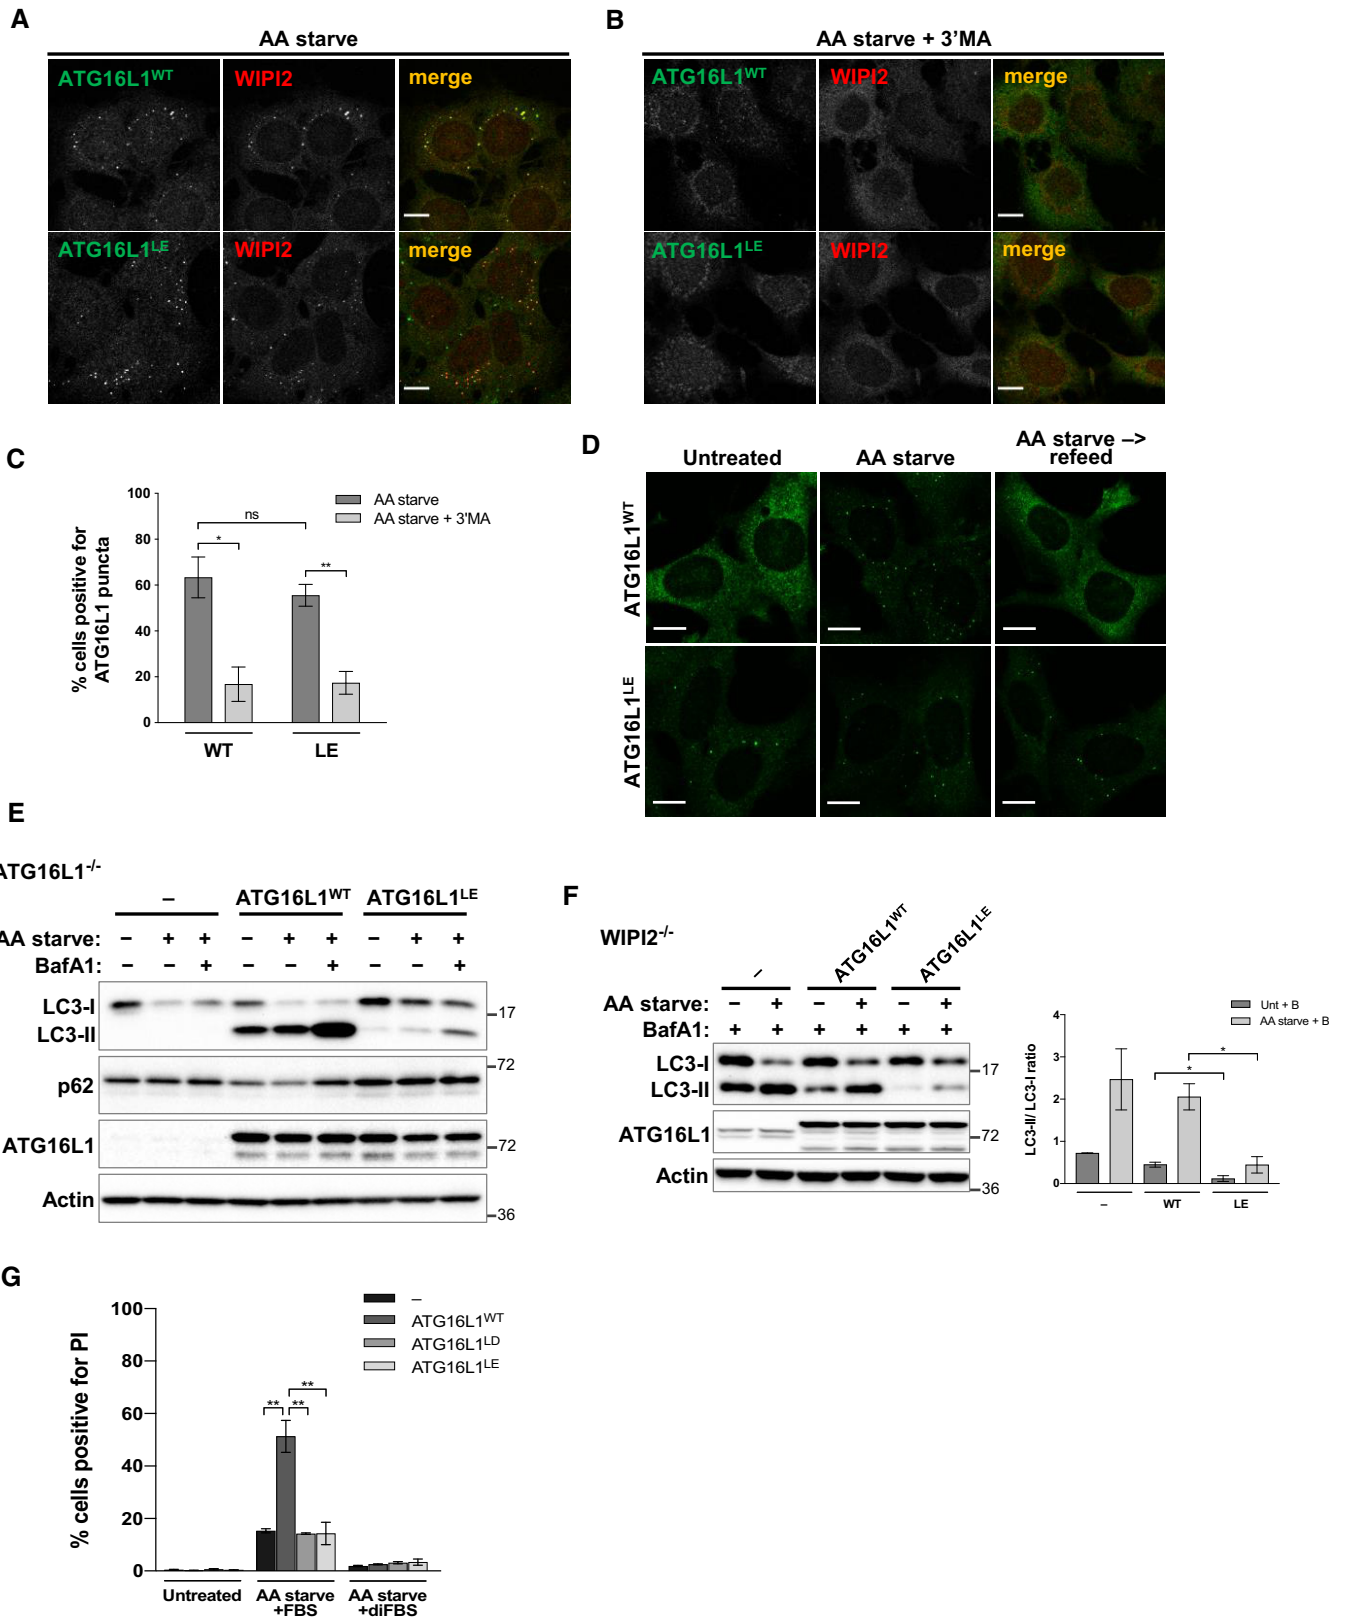 A
AA starve
ATG16L1WT
WIPI2
merge
ATG16L1LE
WIPI2
merge
B
AA starve + 3'MA
ATG16L1WT
WIPI2
merge
ATG16L1LE
WIPI2
merge
C
% cells positive for
ATG16L1 puncta
100
80
60
40
20
0
ns
*
**
AA starve
AA starve + 3'MA
WT
LE
D
Untreated
AA starve
AA starve –>
refeed
ATG16L1WT
ATG16L1LE
E
ATG16L1-/-
–
ATG16L1WT
ATG16L1LE
AA starve: – + + – + + – + +
BafA1: – – + – – + – – +
LC3-I
LC3-II
17
p62
72
ATG16L1
72
Actin
36
F
WIPI2-/-
–
ATG16L1WT
ATG16L1LE
AA starve: – + – + – +
BafA1: + + + + + +
LC3-I
LC3-II
17
ATG16L1
72
Actin
36
LC3-II/ LC3-I ratio
4
3
2
1
0
*
*
Unt + B
AA starve + B
–
WT
LE
G
% cells positive for PI
100
80
60
40
20
0
**
** **
–
ATG16L1WT
ATG16L1LD
ATG16L1LE
Untreated
AA starve
+FBS
AA starve
+diFBS